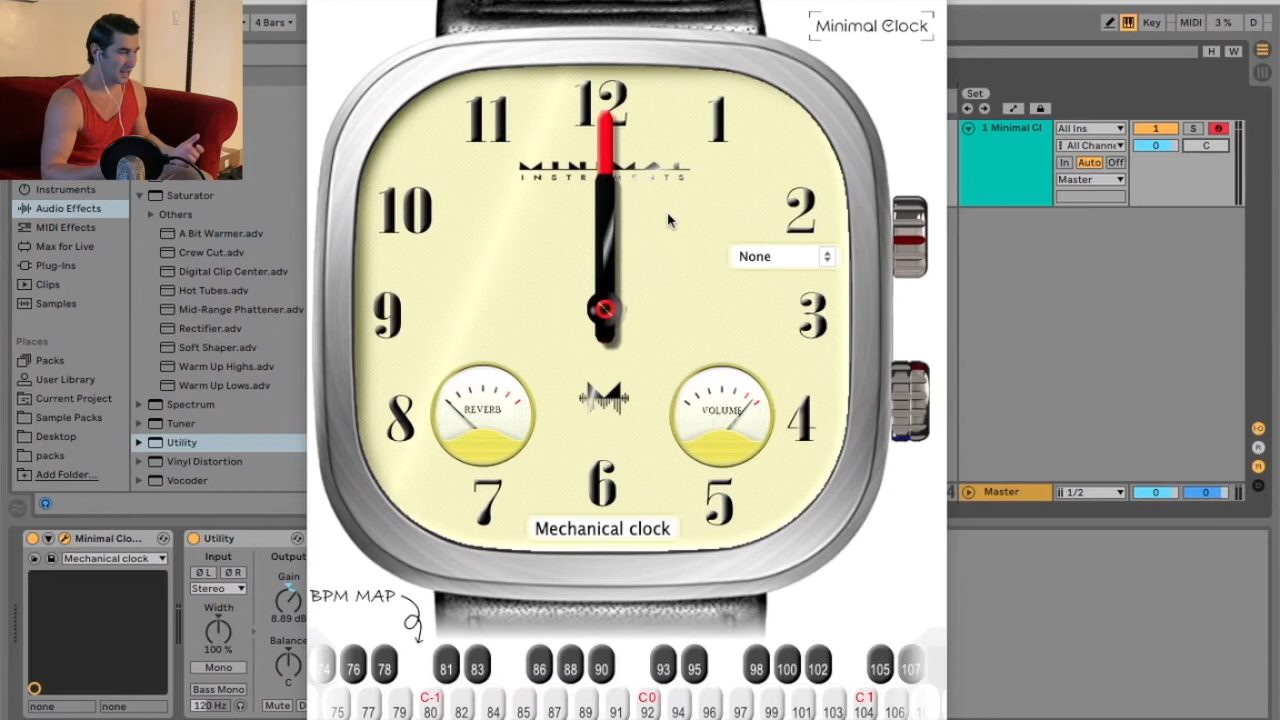 4 Bars
Key
MIDI
3 %
D
H
W
Minimal Clock
12
11
1
10
2
9
3
8
4
7
6
5
MINIMAL
INSTRUMENTS
None
REVERB
VOLUME
Mechanical clock
BPM MAP
76 78 81 83 86 88 90 93 95 98 100 102 105 107
75 77 79 80 82 84 85 87 89 91 92 94 96 97 99 101 103 104 106
C-1
C0
C1
Instruments
Audio Effects
MIDI Effects
Max for Live
Plug-Ins
Clips
Samples
Places
Packs
User Library
Current Project
Sample Packs
Desktop
packs
Add Folder...
Saturator
Others
A Bit Warmer.adv
Crew Cut.adv
Digital Clip Center.adv
Hot Tubes.adv
Mid-Range Phattener.adv
Rectifier.adv
Soft Shaper.adv
Warm Up Highs.adv
Warm Up Lows.adv
Spectrum
Tuner
Utility
Vinyl Distortion
Vocoder
Set
1 Minimal Cl
All Ins
All Channe
In Auto Off
Master
1
S
0
C
Master
1/2
0
0
Minimal Clo...
Mechanical clock
none
none
Utility
Input
Ø L
Ø R
Stereo
Width
100 %
Mono
Bass Mono
120 Hz
Output
Gain
8.89 dB
Balance
C
Mute
D